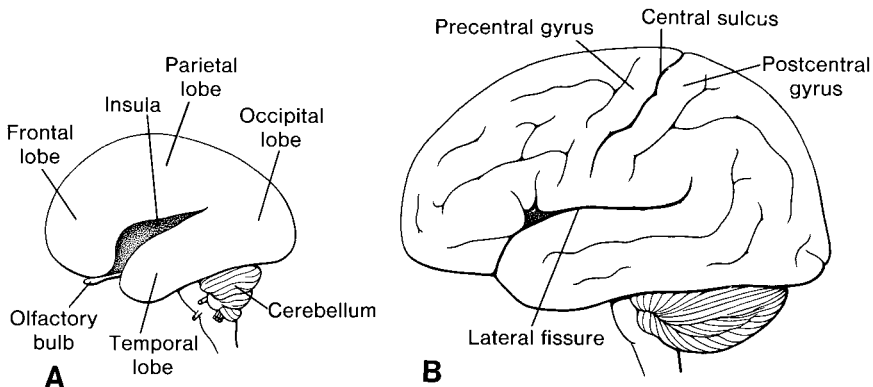 Parietal
lobe
Insula
Occipital
lobe
Frontal
lobe
Olfactory
bulb
Temporal
lobe
Cerebellum
A
Precentral gyrus
Central sulcus
Postcentral
gyrus
Lateral fissure
B